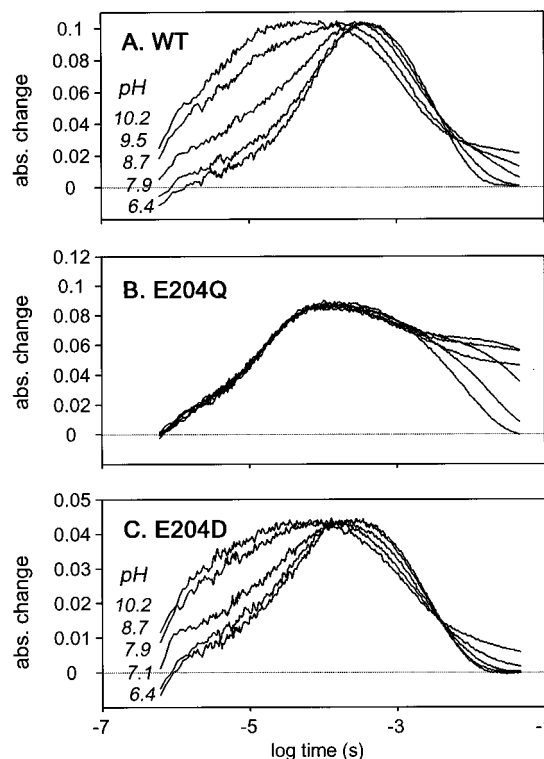 A. WT
0.1
0.08
0.06
0.04
0.02
0
abs. change
pH
10.2
9.5
8.7
7.9
6.4
B. E204Q
0.12
0.1
0.08
0.06
0.04
0.02
0
abs. change
C. E204D
0.05
0.04
0.03
0.02
0.01
0
abs. change
pH
10.2
8.7
7.9
7.1
6.4
-7 -5 -3 -
log time (s)